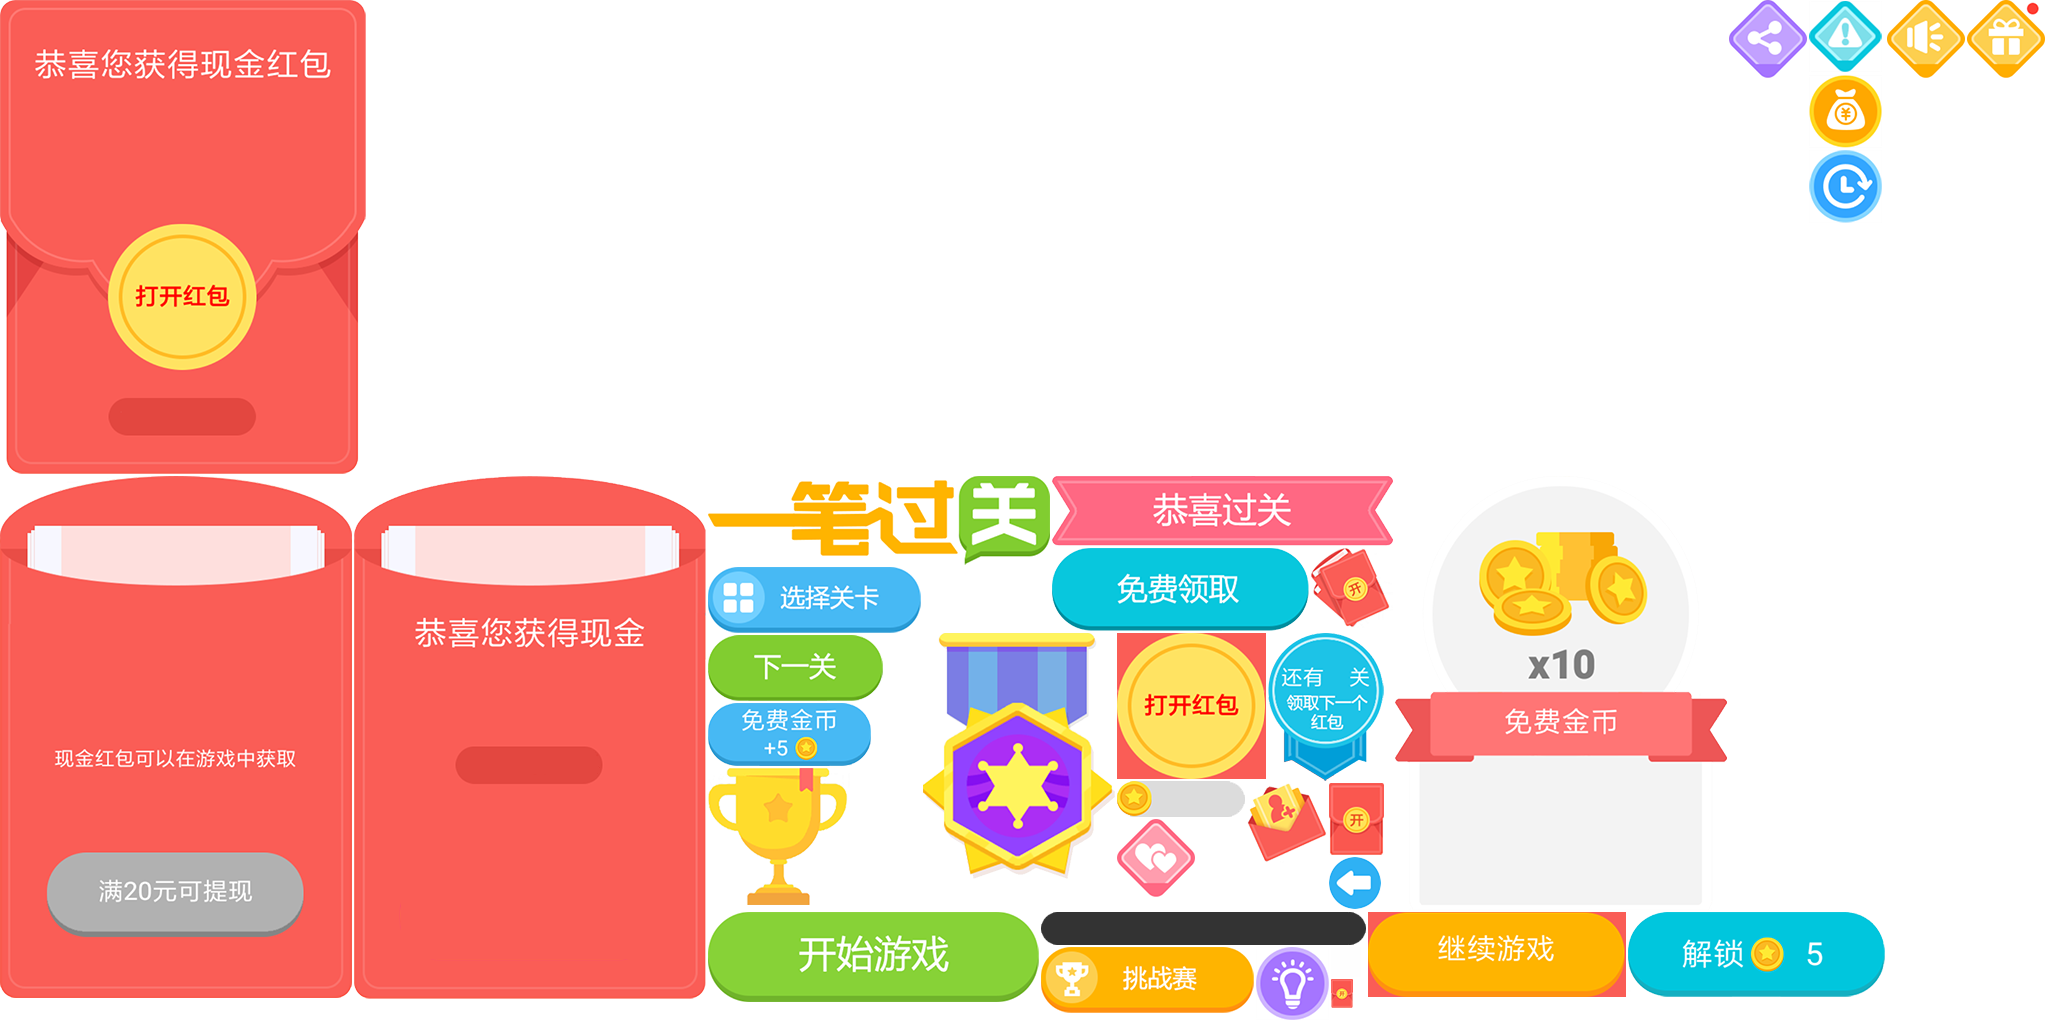 恭喜您获得现金红包
¥
打开红包
一笔过关
恭喜过关
选择关卡
免费领取
开
恭喜您获得现金
下一关
x10
还有 关
领取下一个
红包
打开红包
免费金币
+5
免费金币
现金红包可以在游戏中获取
开
满20元可提现
开始游戏
挑战赛
继续游戏
解锁 5
开